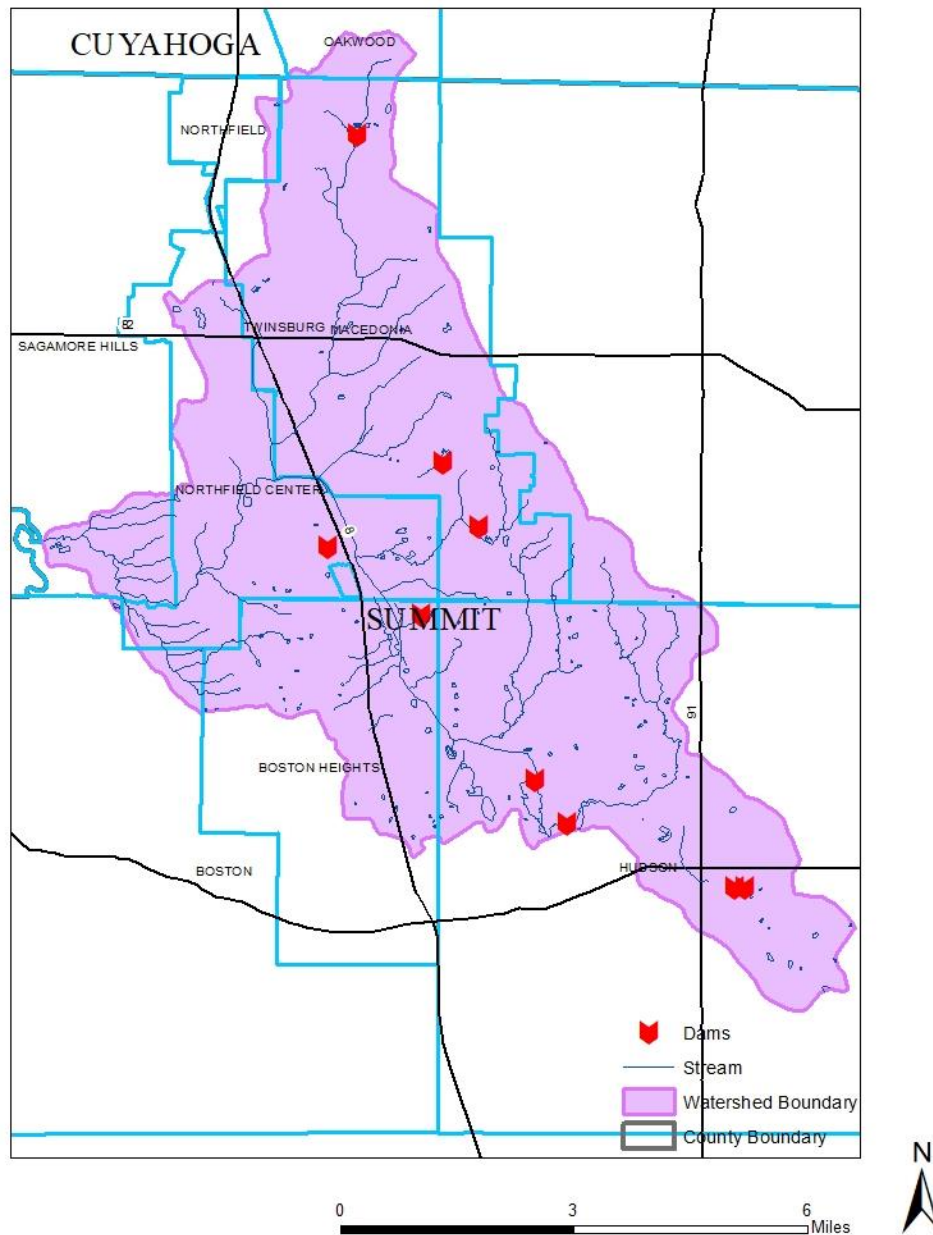 OAKWOOD
CUYAHOGA
NORTHFIELD
82
TWINSBURG MACEDONIA
SAGAMORE HILLS
NORTHFIELD CENTER
8
SUMMIT
91
BOSTON HEIGHTS
HUDSON
BOSTON
Dams
Stream
Watershed Boundary
County Boundary
N
0 3 6
Miles